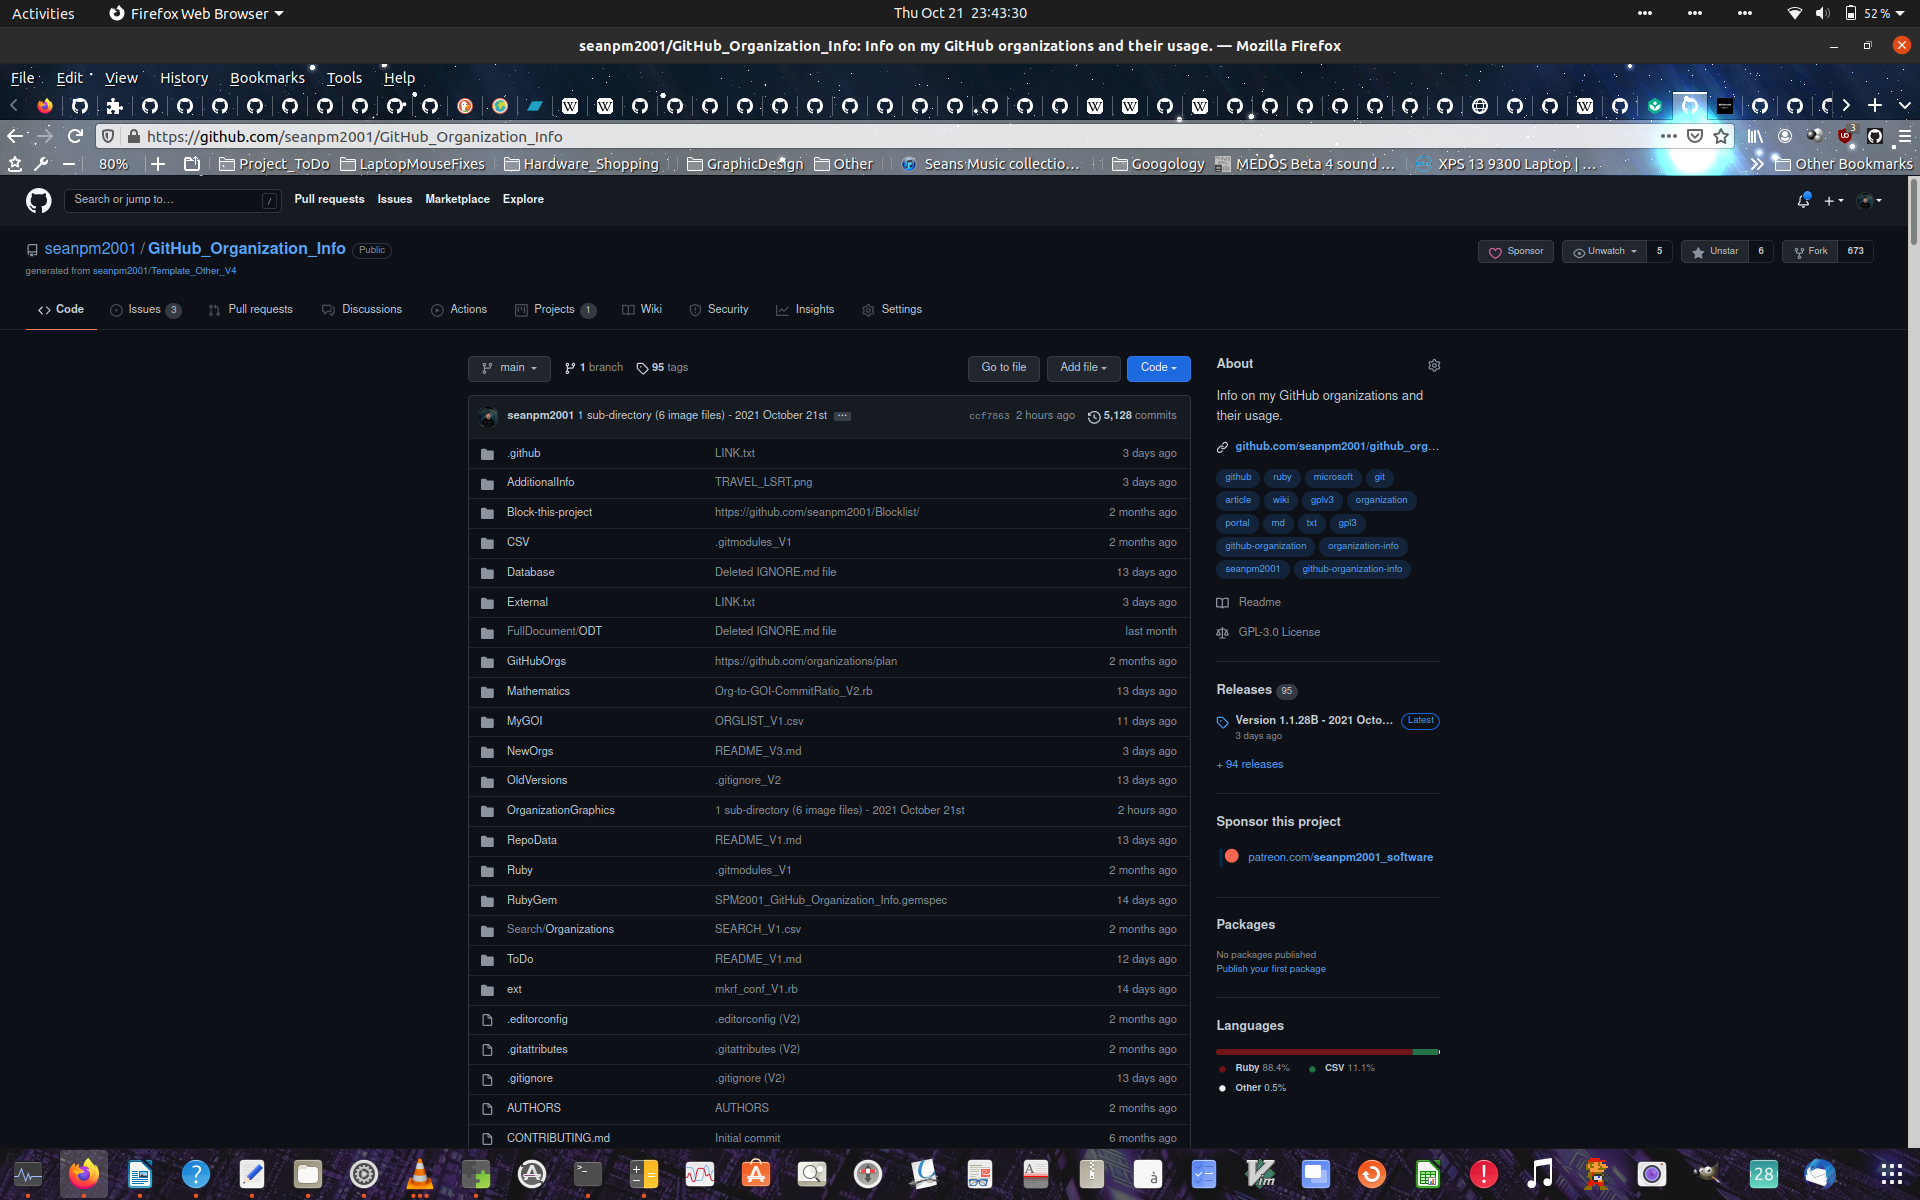 Activities Firefox Web Browser Thu Oct 21 23:43:30 52 %
seanpm2001/GitHub_Organization_Info: Info on my GitHub organizations and their usage. — Mozilla Firefox
File Edit View History Bookmarks Tools Help
https://github.com/seanpm2001/GitHub_Organization_Info 3
80% Project_ToDo LaptopMouseFixes Hardware_Shopping GraphicDesign Other Seans Music collectio… Googology MEDOS Beta 4 sound … XPS 13 9300 Laptop | … Other Bookmarks
Search or jump to… / Pull requests Issues Marketplace Explore
seanpm2001 / GitHub_Organization_Info Public
generated from seanpm2001/Template_Other_V4
Sponsor Unwatch 5 Unstar 6 Fork 673
Code Issues 3 Pull requests Discussions Actions Projects 1 Wiki Security Insights Settings
main 1 branch 95 tags Go to file Add file Code
seanpm2001 1 sub-directory (6 image files) - 2021 October 21st … ccf7863 2 hours ago 5,128 commits
.github LINK.txt 3 days ago
AdditionalInfo TRAVEL_LSRT.png 3 days ago
Block-this-project https://github.com/seanpm2001/Blocklist/ 2 months ago
CSV .gitmodules_V1 2 months ago
Database Deleted IGNORE.md file 13 days ago
External LINK.txt 3 days ago
FullDocument/ODT Deleted IGNORE.md file last month
GitHubOrgs https://github.com/organizations/plan 2 months ago
Mathematics Org-to-GOI-CommitRatio_V2.rb 13 days ago
MyGOI ORGLIST_V1.csv 11 days ago
NewOrgs README_V3.md 3 days ago
OldVersions .gitignore_V2 13 days ago
OrganizationGraphics 1 sub-directory (6 image files) - 2021 October 21st 2 hours ago
RepoData README_V1.md 13 days ago
Ruby .gitmodules_V1 2 months ago
RubyGem SPM2001_GitHub_Organization_Info.gemspec 14 days ago
Search/Organizations SEARCH_V1.csv 2 months ago
ToDo README_V1.md 12 days ago
ext mkrf_conf_V1.rb 14 days ago
.editorconfig .editorconfig (V2) 2 months ago
.gitattributes .gitattributes (V2) 2 months ago
.gitignore .gitignore (V2) 13 days ago
AUTHORS AUTHORS 2 months ago
CONTRIBUTING.md Initial commit 6 months ago
About
Info on my GitHub organizations and
their usage.
github.com/seanpm2001/github_org…
github ruby microsoft git
article wiki gplv3 organization
portal md txt gpl3
github-organization organization-info
seanpm2001 github-organization-info
Readme
GPL-3.0 License
Releases 95
Version 1.1.28B - 2021 Octo… Latest
3 days ago
+ 94 releases
Sponsor this project
patreon.com/seanpm2001_software
Packages
No packages published
Publish your first package
Languages
Ruby 88.4% CSV 11.1%
Other 0.5%
28